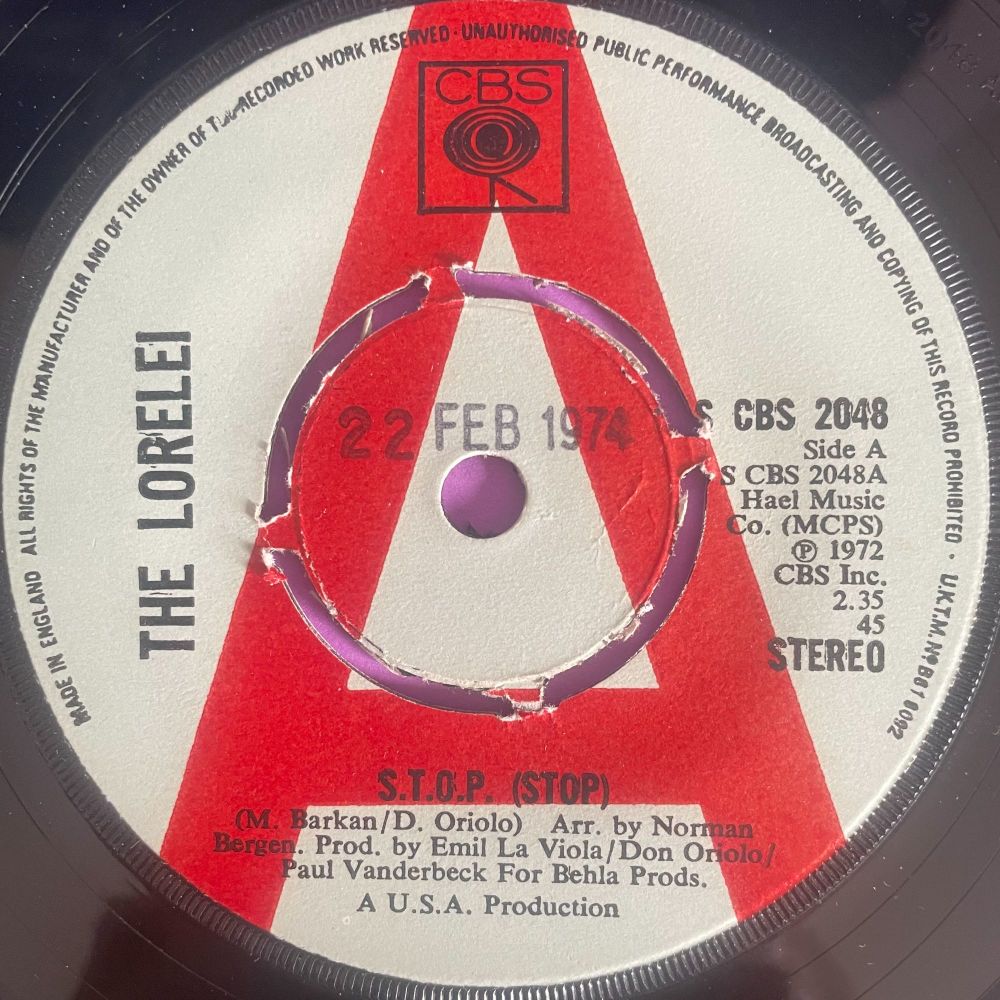 MADE IN ENGLAND ALL RIGHTS OF THE MANUFACTURER AND OF THE OWNER OF RECORDED WORK RESERVED · UNAUTHORISED PUBLIC PERFORMANCE BROADCASTING AND COPYING OF THIS RECORD PROHIBITED · U.K.T.M. Nº B618092
CBS
THE LORELEI
22 FEB 1974
S CBS 2048
Side A
S CBS 2048A
Hael Music
Co. (MCPS)
℗ 1972
CBS Inc.
2.35
45
STEREO
S.T.O.P. (STOP)
(M. Barkan/D. Oriolo) Arr. by Norman
Bergen. Prod. by Emil La Viola/Don Oriolo/
Paul Vanderbeck For Behla Prods.
A U.S.A. Production